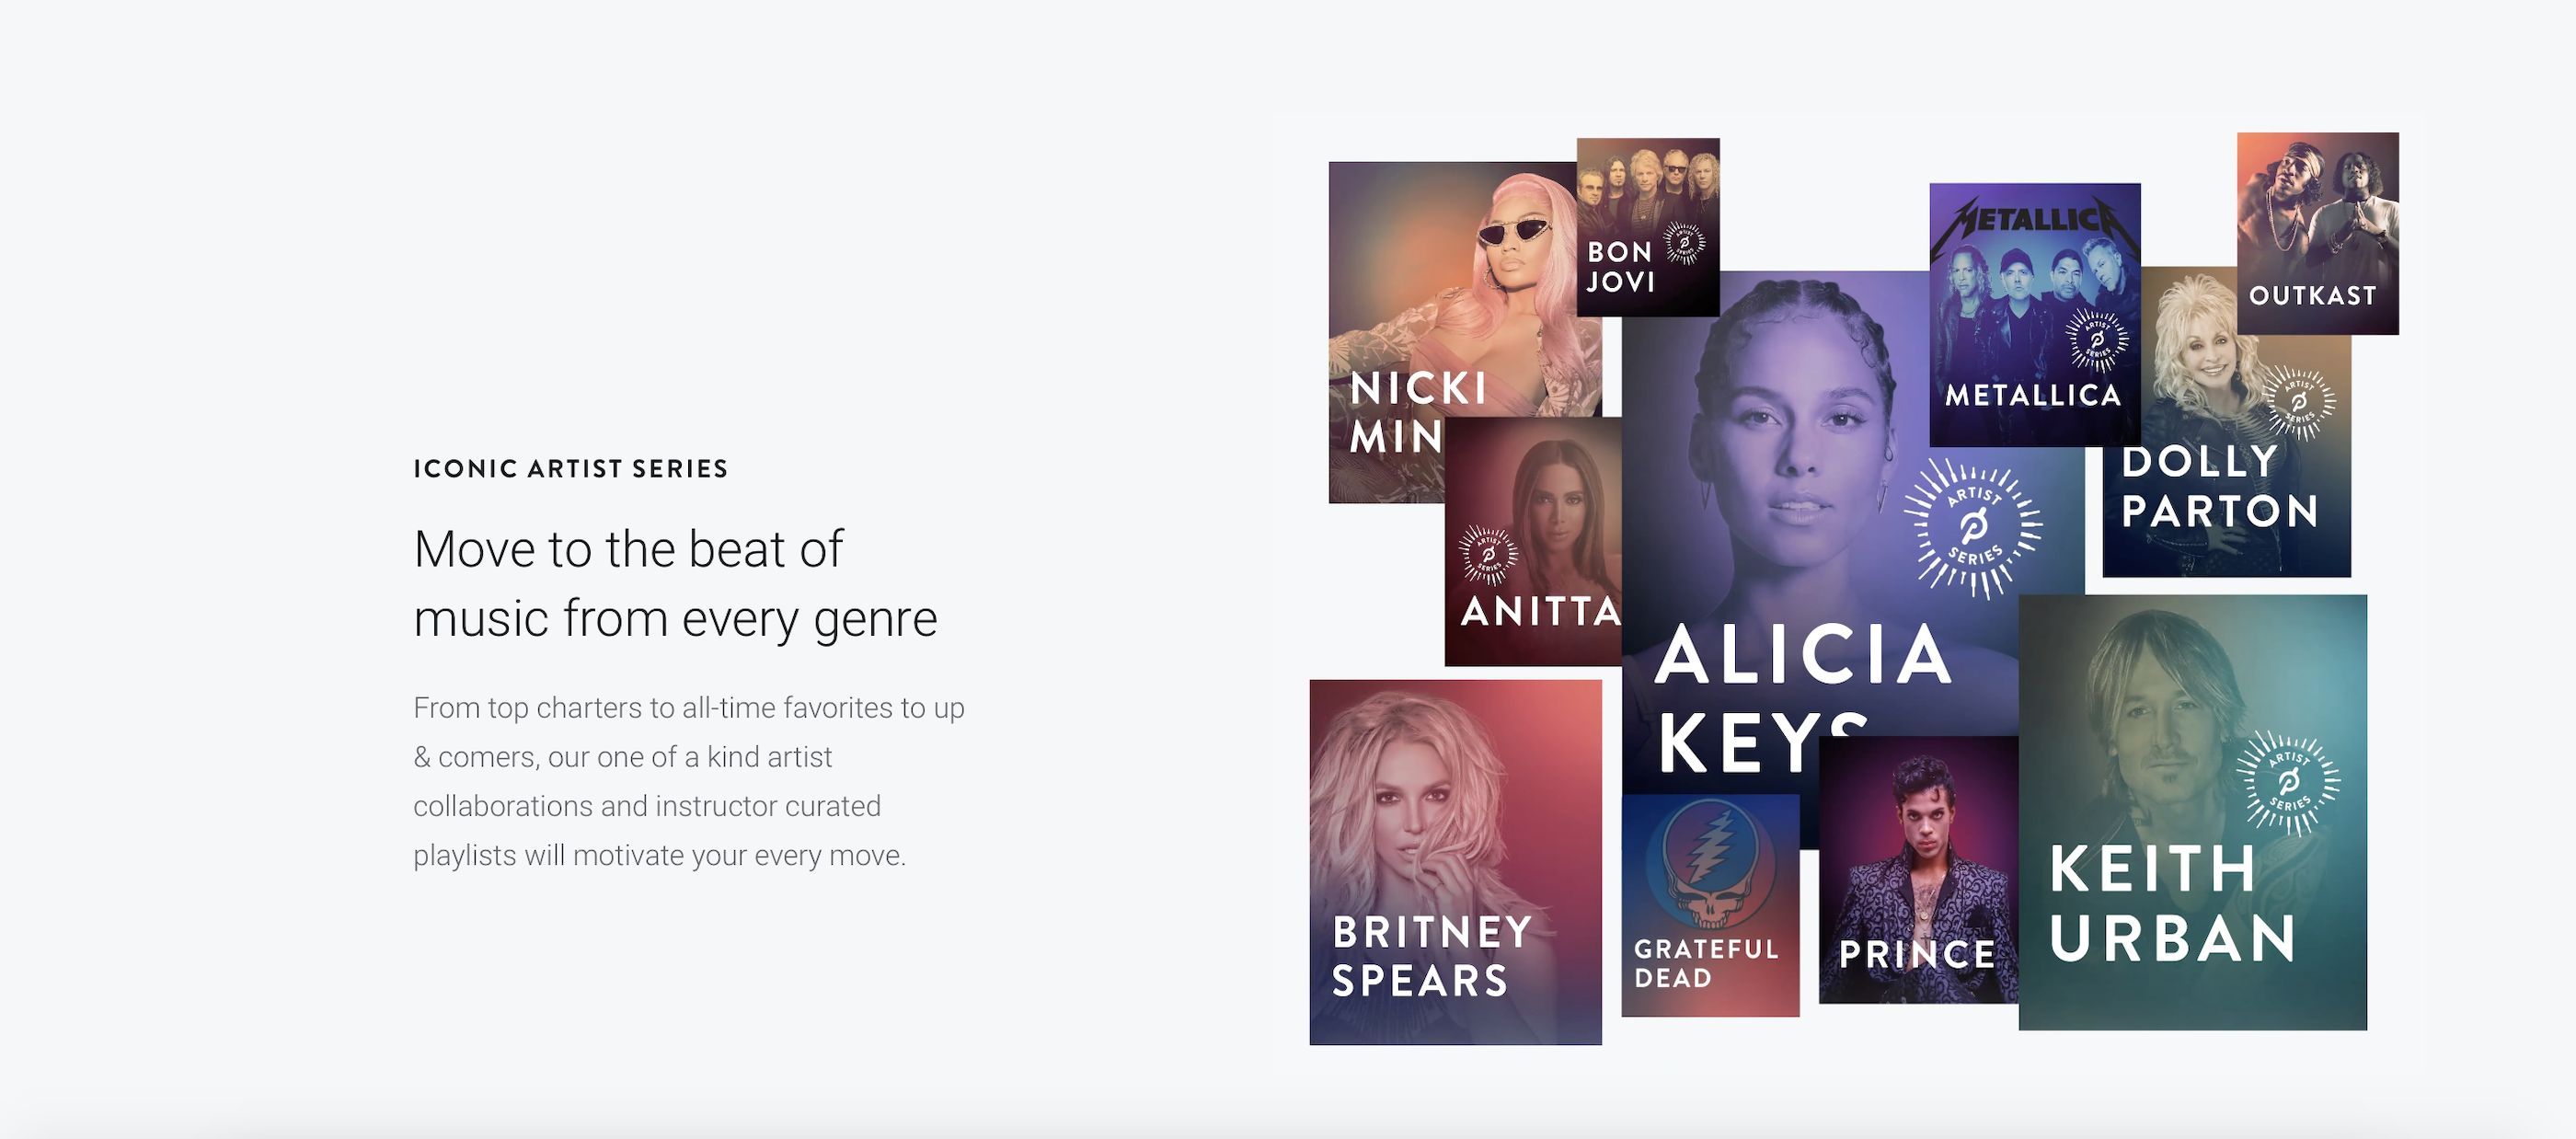 ICONIC ARTIST SERIES
Move to the beat of
music from every genre
From top charters to all-time favorites to up
& comers, our one of a kind artist
collaborations and instructor curated
playlists will motivate your every move.
NICKI
MIN
BON
JOVI
ARTIST
SERIES
METALLICA
ARTIST
SERIES
METALLICA
OUTKAST
ARTIST
SERIES
DOLLY
PARTON
ARTIST
SERIES
ANITTA
ARTIST
SERIES
ALICIA
KEYS
BRITNEY
SPEARS
GRATEFUL
DEAD
PRINCE
ARTIST
SERIES
KEITH
URBAN